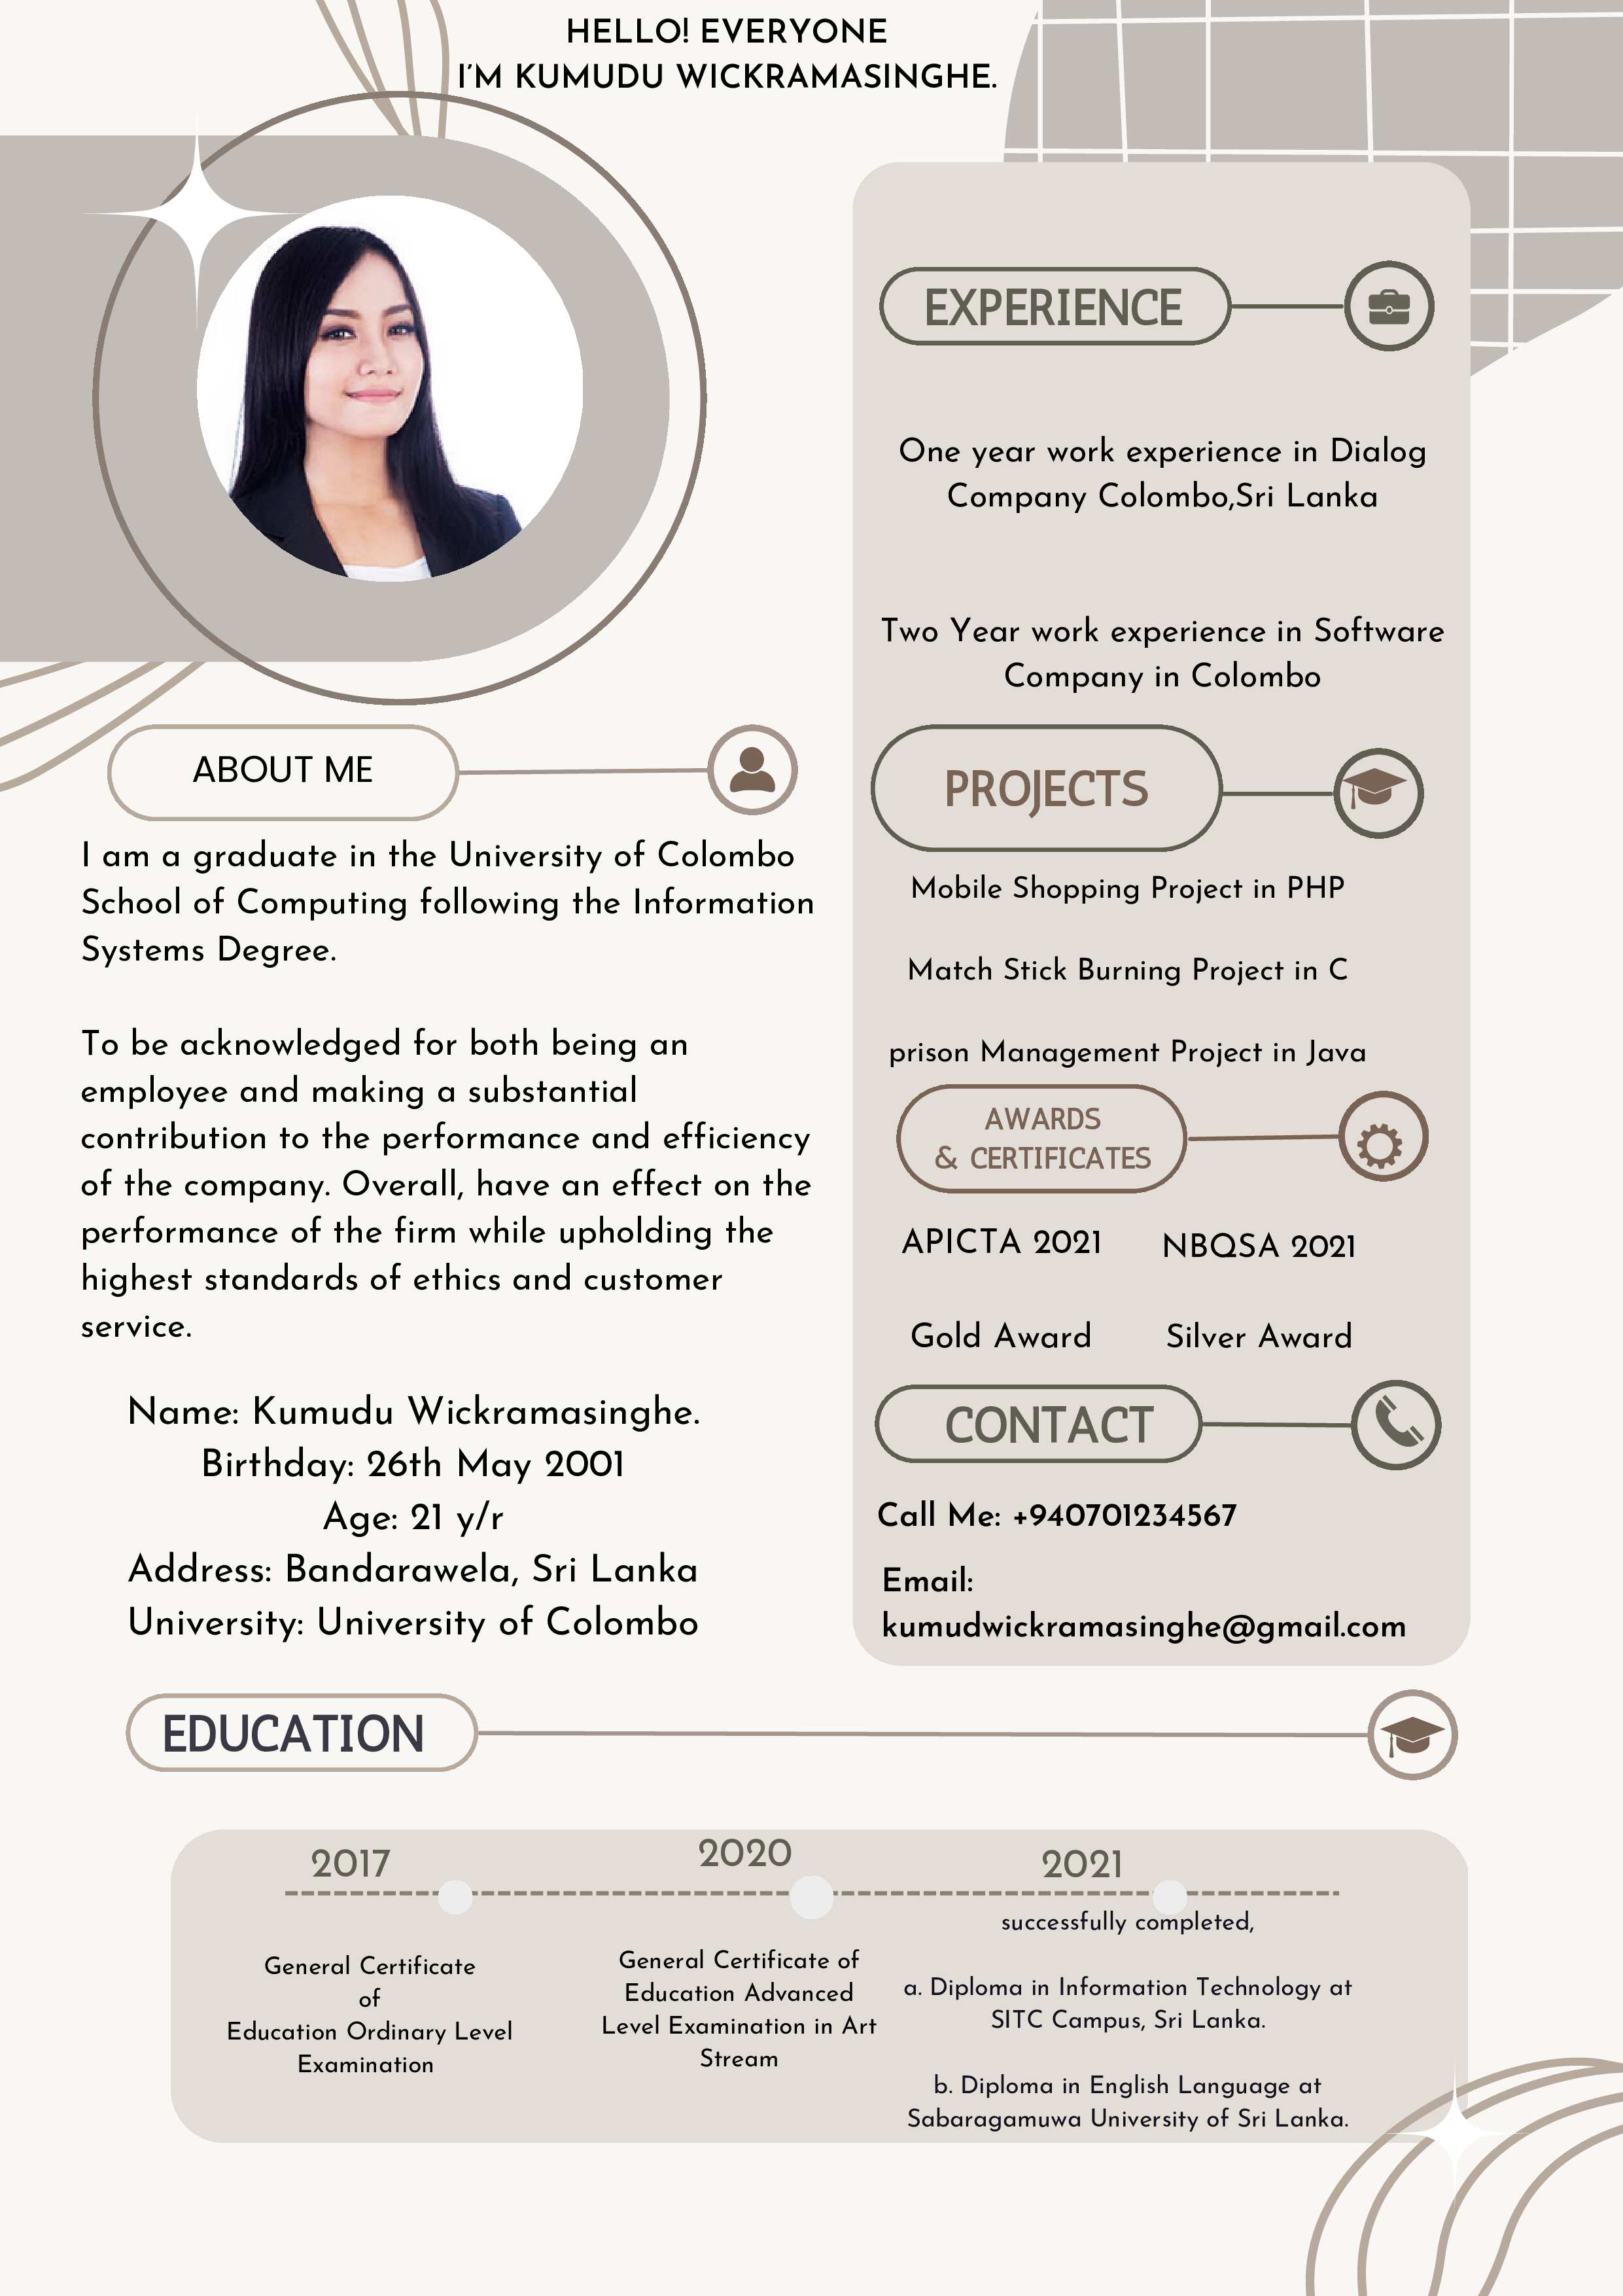 HELLO! EVERYONE
I'M KUMUDU WICKRAMASINGHE.
ABOUT ME
I am a graduate in the University of Colombo
School of Computing following the Information
Systems Degree.
To be acknowledged for both being an
employee and making a substantial
contribution to the performance and efficiency
of the company. Overall, have an effect on the
performance of the firm while upholding the
highest standards of ethics and customer
service.
Name: Kumudu Wickramasinghe.
Birthday: 26th May 2001
Age: 21 y/r
Address: Bandarawela, Sri Lanka
University: University of Colombo
EXPERIENCE
One year work experience in Dialog
Company Colombo,Sri Lanka
Two Year work experience in Software
Company in Colombo
PROJECTS
Mobile Shopping Project in PHP
Match Stick Burning Project in C
prison Management Project in Java
AWARDS
& CERTIFICATES
APICTA 2021
Gold Award
NBQSA 2021
Silver Award
CONTACT
Call Me: +940701234567
Email:
kumudwickramasinghe@gmail.com
EDUCATION
2017
General Certificate
of
Education Ordinary Level
Examination
2020
General Certificate of
Education Advanced
Level Examination in Art
Stream
2021
successfully completed,
a. Diploma in Information Technology at
SITC Campus, Sri Lanka.
b. Diploma in English Language at
Sabaragamuwa University of Sri Lanka.